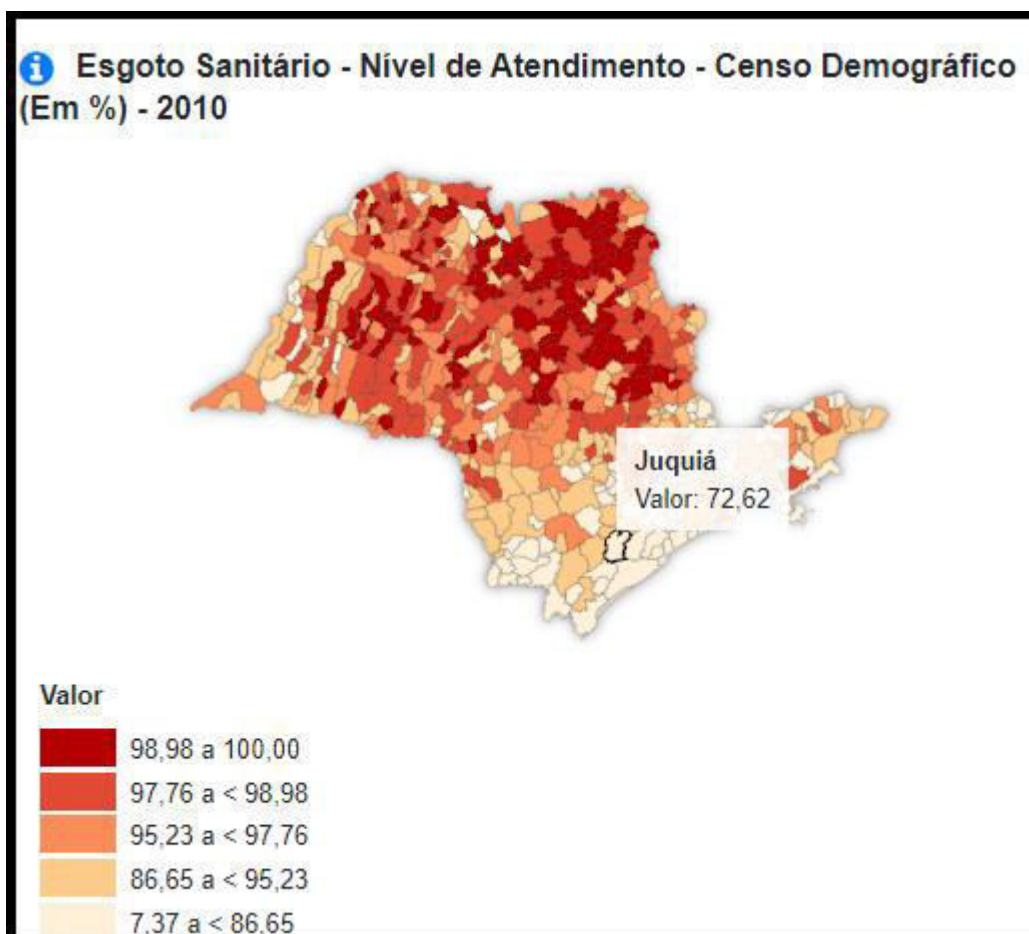 Esgoto Sanitário - Nível de Atendimento - Censo Demográfico
(Em %) - 2010
Juquiá
Valor: 72,62
Valor
98,98 a 100,00
97,76 a < 98,98
95,23 a < 97,76
86,65 a < 95,23
7,37 a < 86,65